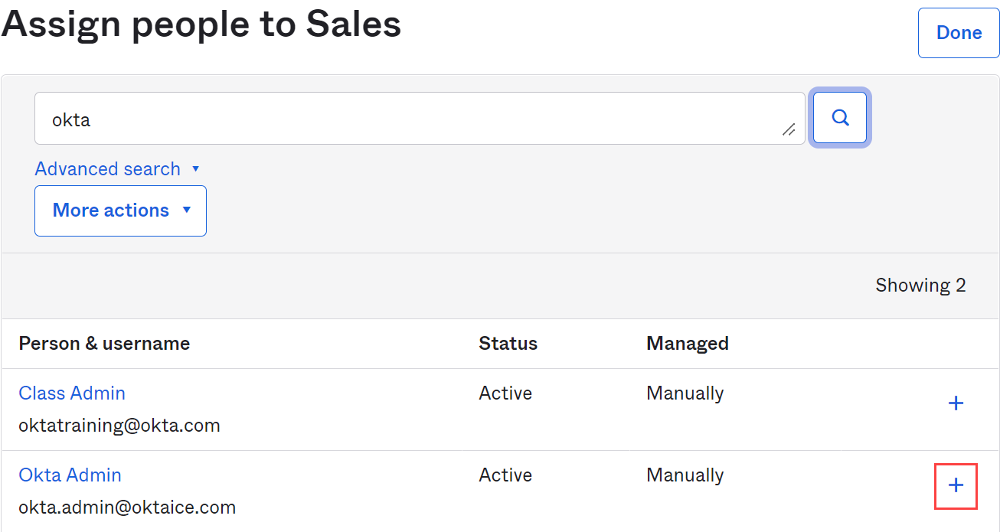 Assign people to Sales
Done
okta
Advanced search
More actions
Showing 2
Person & username Status Managed
Class Admin Active Manually
oktatraining@okta.com
Okta Admin Active Manually
okta.admin@oktaice.com